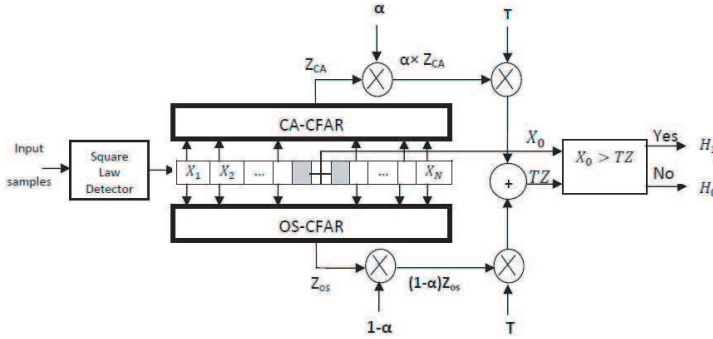 α
T
Z_CA
α× Z_CA
CA-CFAR
Input
samples
Square
Law
Detector
X_1 X_2 ... ... X_N
X_0
X_0 > TZ
Yes
No
H_0
+
TZ
OS-CFAR
Z_os
(1-α)Z_os
1-α
T